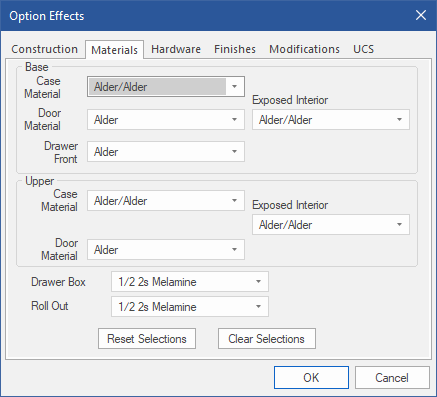 Option Effects
Construction Materials Hardware Finishes Modifications UCS
Base
Case Material Alder/Alder
Exposed Interior
Door Material Alder Alder/Alder
Drawer Front Alder
Upper
Case Material Alder/Alder
Exposed Interior
Alder/Alder
Door Material Alder
Drawer Box 1/2 2s Melamine
Roll Out 1/2 2s Melamine
Reset Selections Clear Selections
OK Cancel